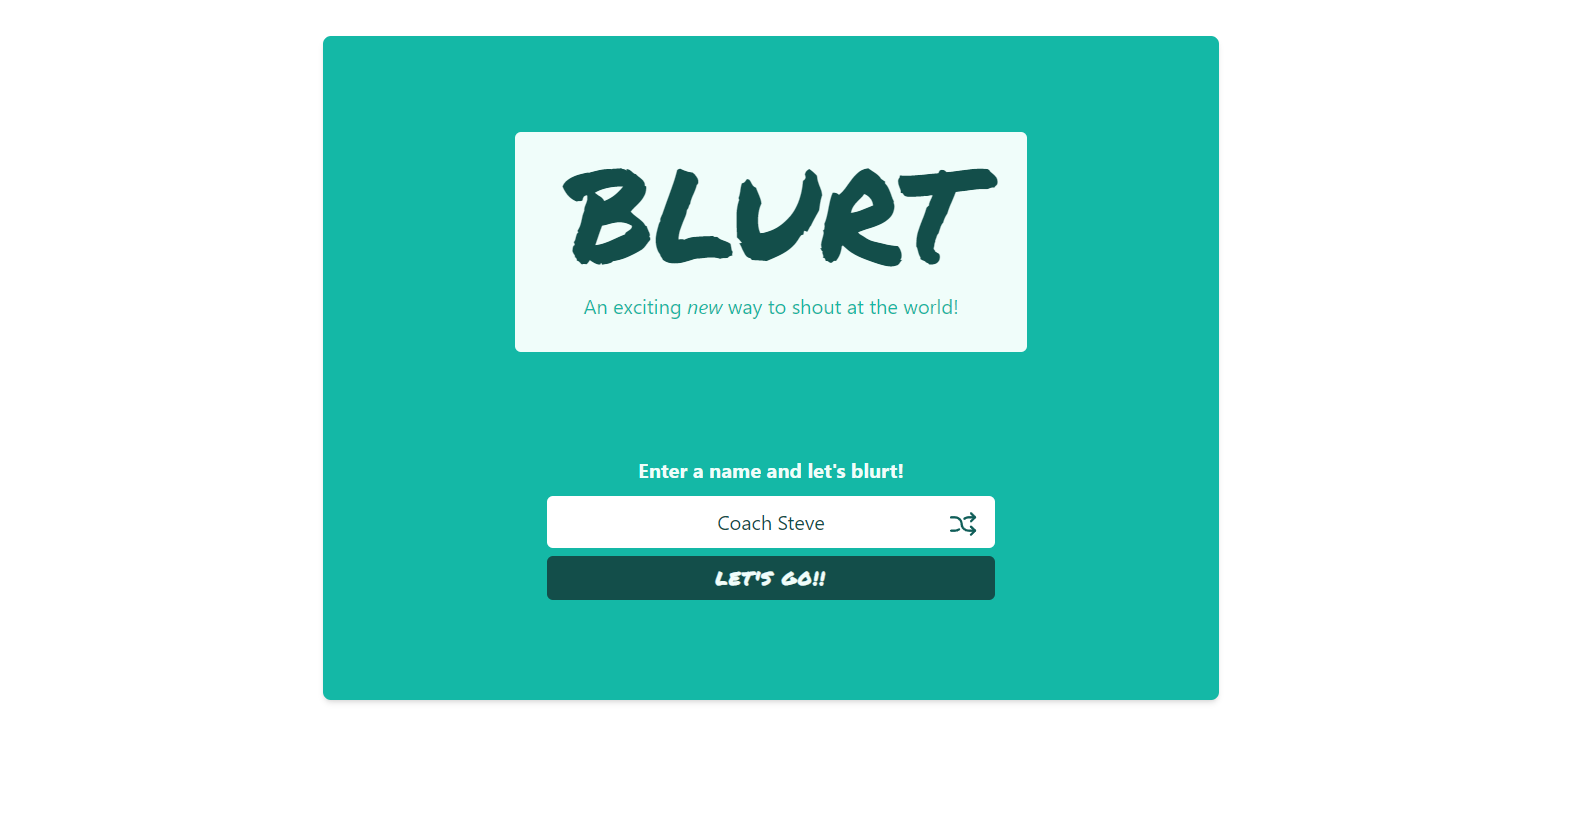 BLURT
An exciting new way to shout at the world!
Enter a name and let's blurt!
Coach Steve
LET'S GO!!